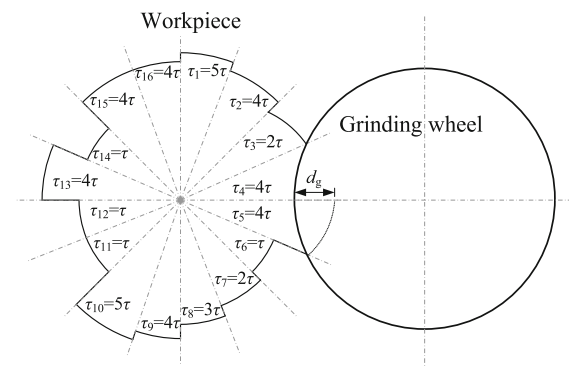 Workpiece
τ16=4τ
τ1=5τ
τ15=4τ
τ2=4τ
Grinding wheel
τ3=2τ
τ14=τ
τ13=4τ
τ4=4τ
dg
τ12=τ
τ5=4τ
τ11=τ
τ6=τ
τ7=2τ
τ10=5τ
τ8=3τ
τ9=4τ